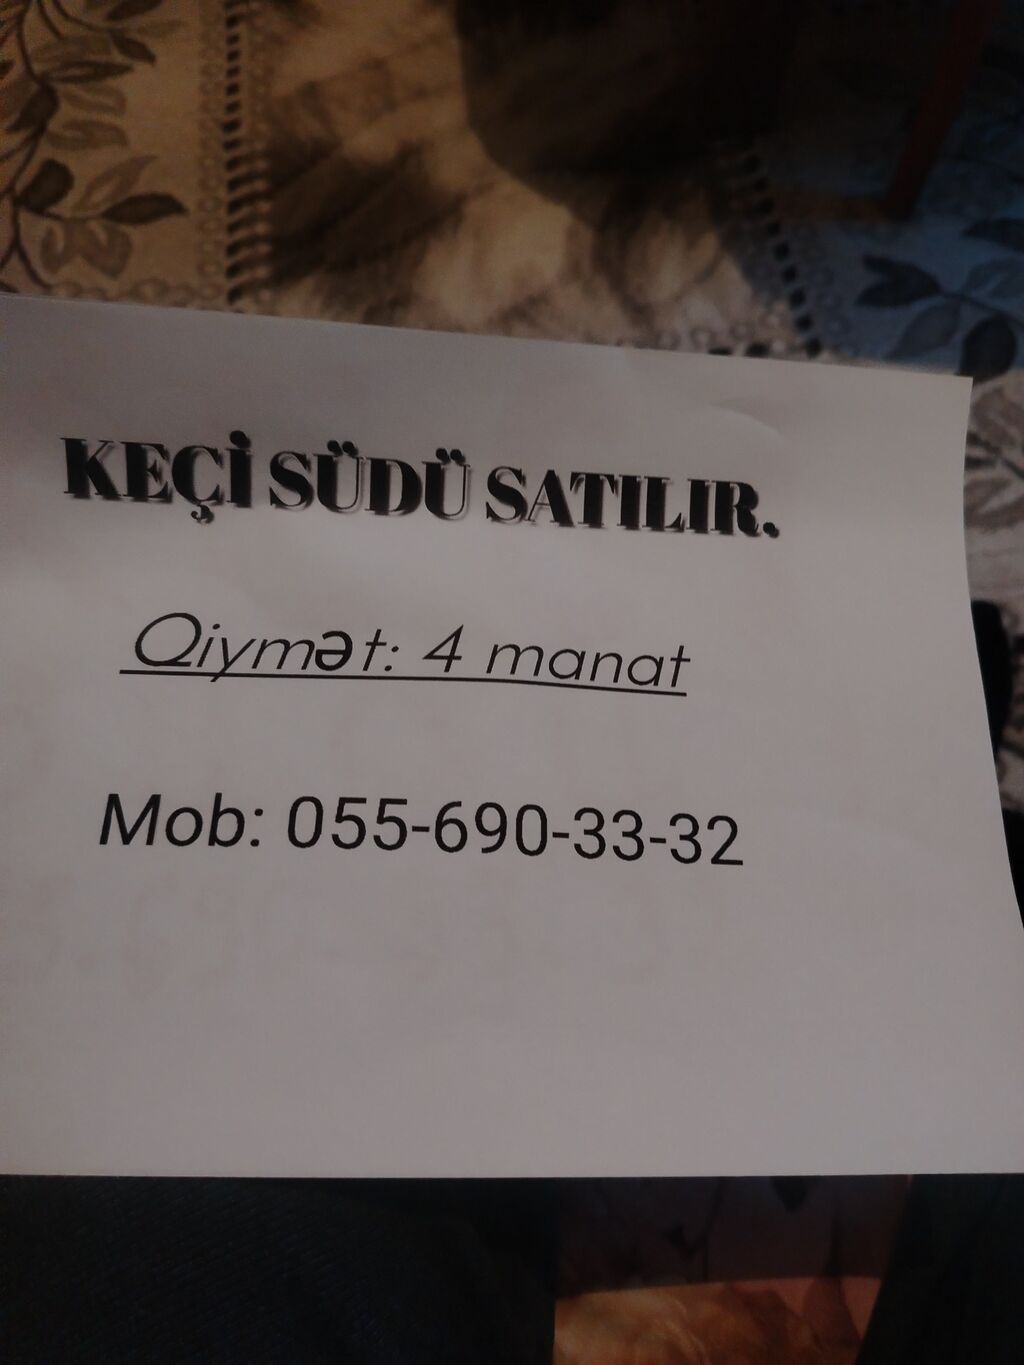 KEÇİ SÜDÜ SATILIR.
Qiymət: 4 manat
Mob: 055-690-33-32